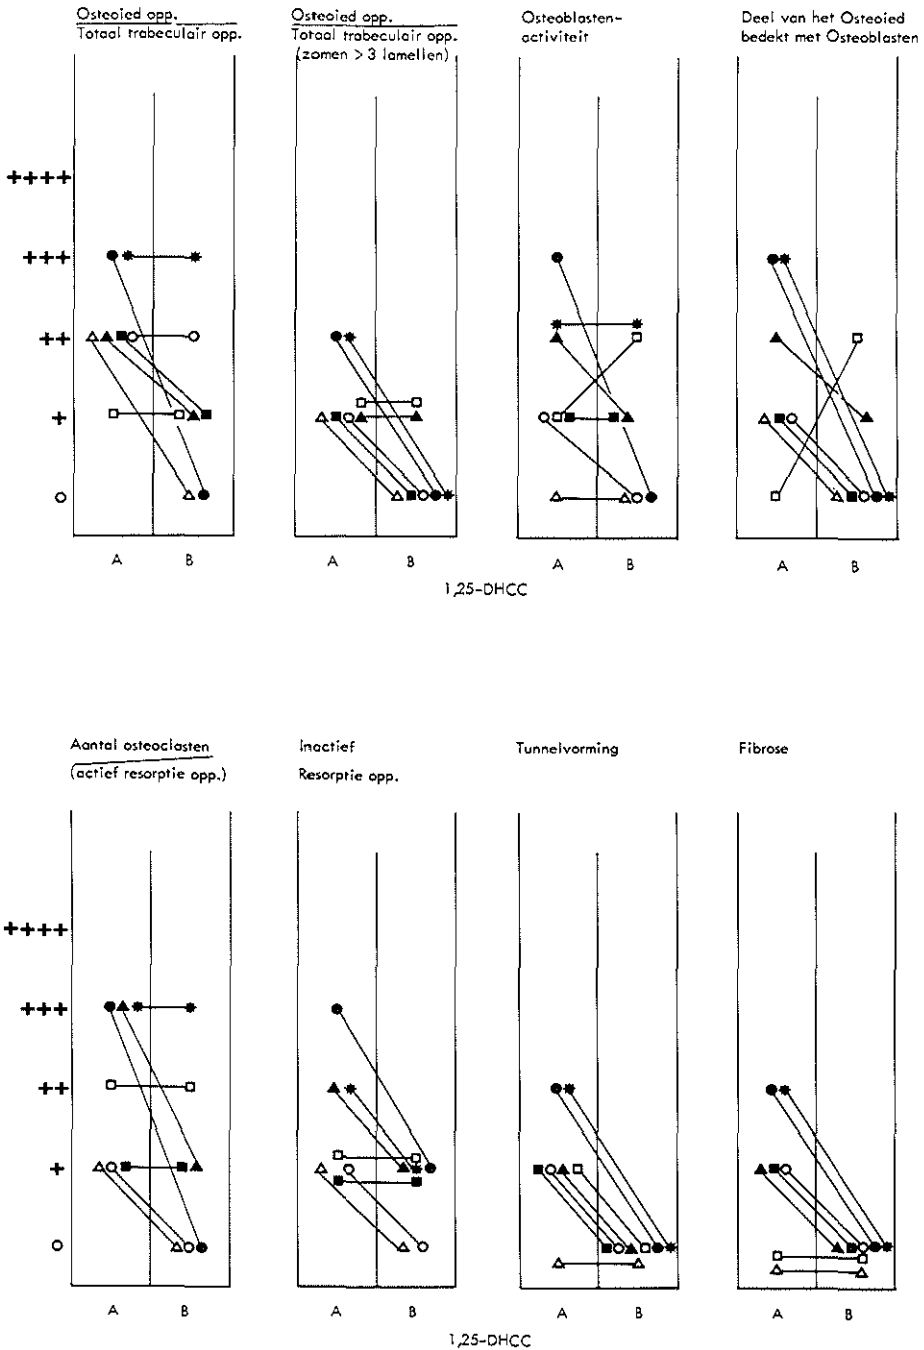 Osteoied opp.
Totaal trabeculair opp.
Osteoied opp.
Totaal trabeculair opp.
(zomen > 3 lamellen)
Osteoblasten-
activiteit
Deel van het Osteoied
bedekt met Osteoblasten
++++
+++
++
+
O
A B A B A B A B
1,25-DHCC
Aantal osteoclasten
(actief resorptie opp.)
Inactief
Resorptie opp.
Tunnelvorming
Fibrose
++++
+++
++
+
O
A B A B A B A B
1,25-DHCC